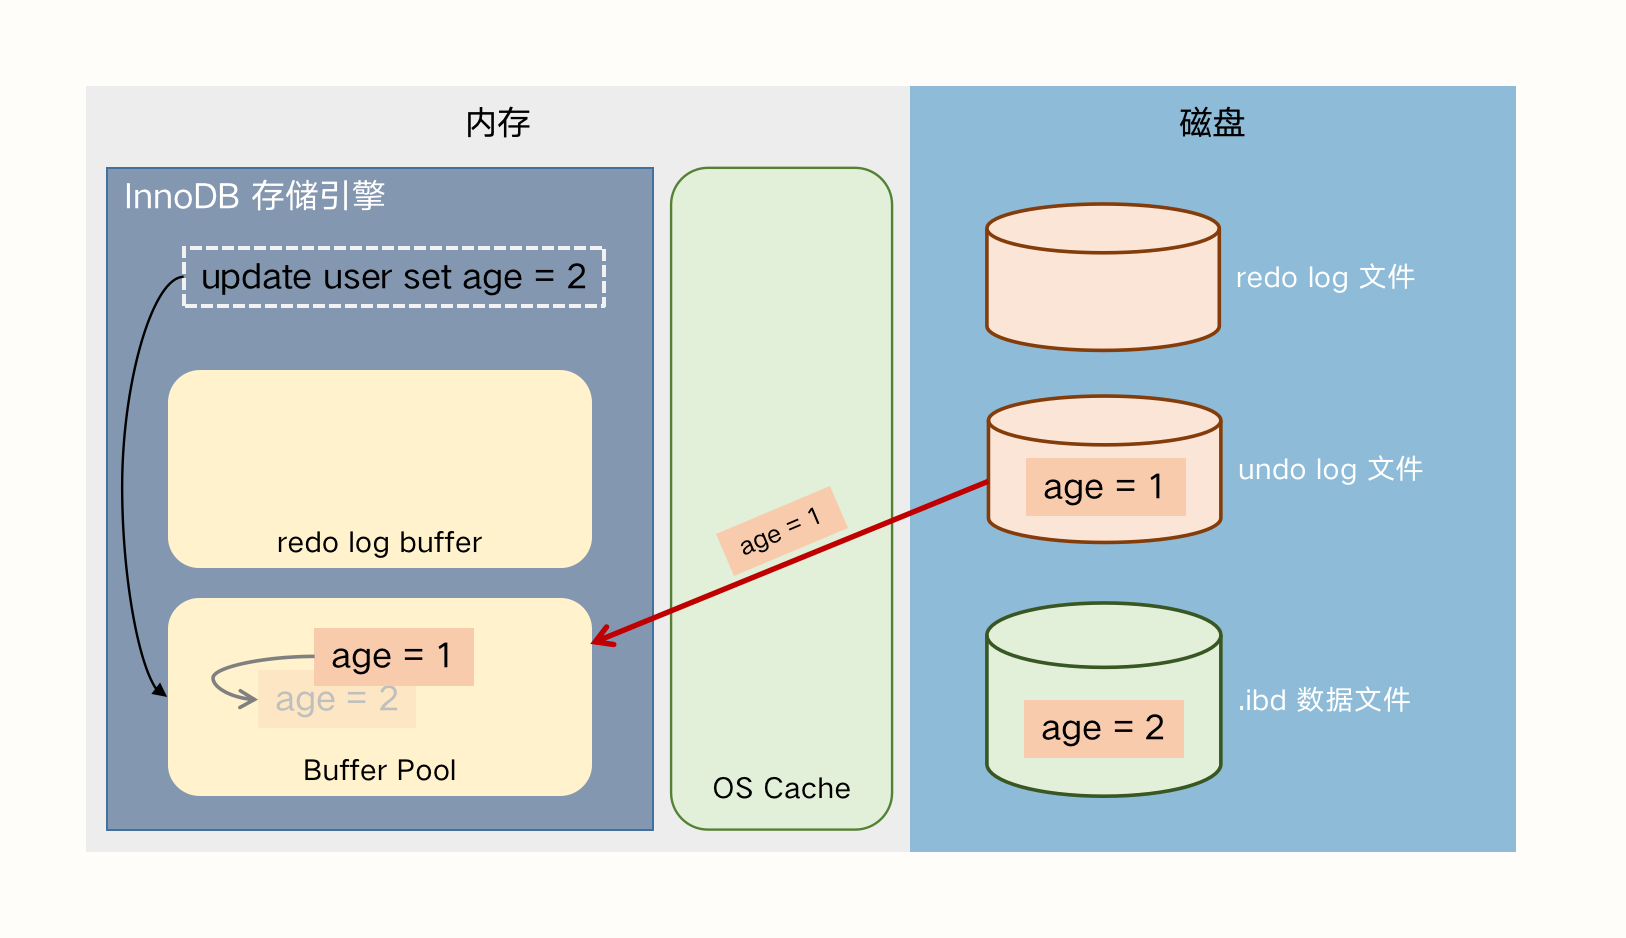 内存
磁盘
InnoDB 存储引擎
update user set age = 2
redo log 文件
undo log 文件
age = 1
age = 1
redo log buffer
age = 1
age = 2
Buffer Pool
OS Cache
.ibd 数据文件
age = 2